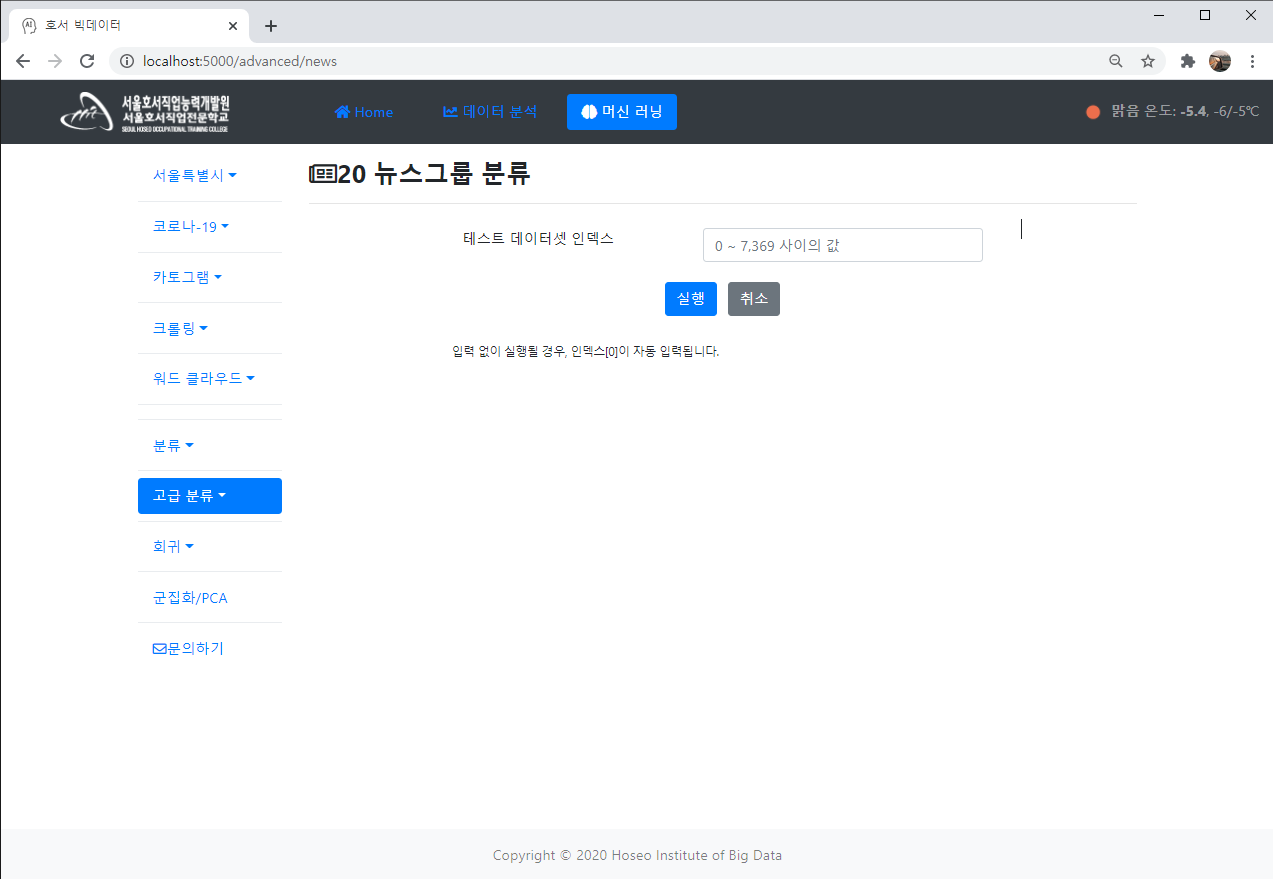 호서 빅데이터
localhost:5000/advanced/news
서울호서직업능력개발원
서울호서직업전문학교
SEOUL HOSEO OCCUPATIONAL TRAINING COLLEGE
Home 데이터 분석 머신 러닝
맑음 온도: -5.4, -6/-5℃
서울특별시
코로나-19
카토그램
크롤링
워드 클라우드
분류
고급 분류
회귀
군집화/PCA
문의하기
20 뉴스그룹 분류
테스트 데이터셋 인덱스
0 ~ 7,369 사이의 값
실행 취소
입력 없이 실행될 경우, 인덱스[0]이 자동 입력됩니다.
Copyright © 2020 Hoseo Institute of Big Data